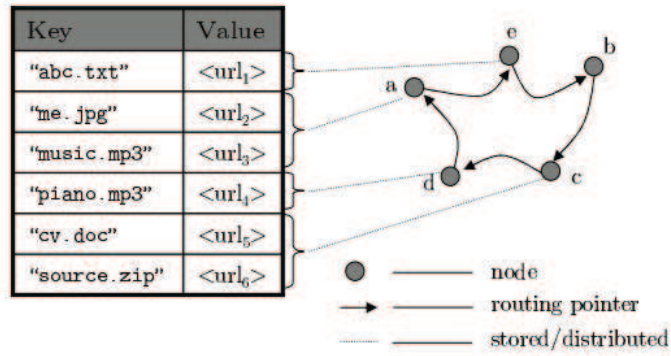 Key Value
“abc.txt” <url₁>
“me.jpg” <url₂>
“music.mp3” <url₃>
“piano.mp3” <url₄>
“cv.doc” <url₅>
“source.zip” <url₆>
e
b
a
d
c
node
routing pointer
stored/distributed